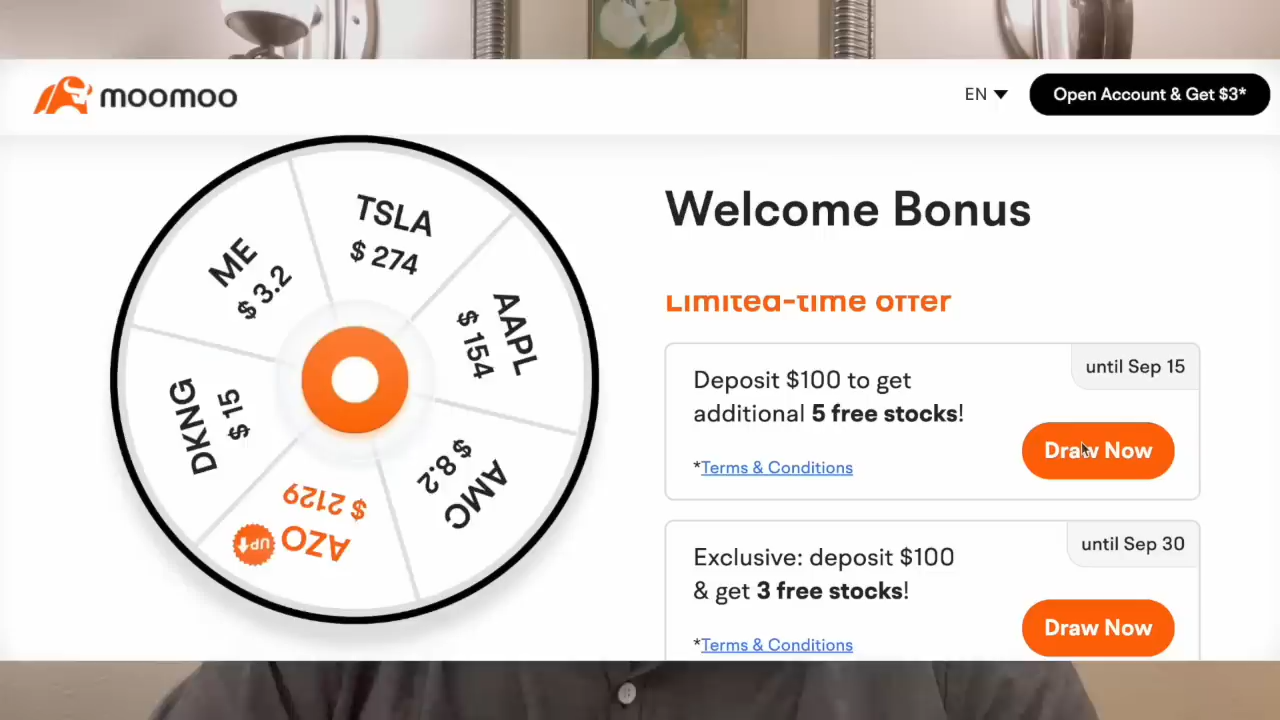 moomoo
EN
Open Account & Get $3*
TSLA
$ 274
AAPL
$ 154
AMC
$ 8.2
AZO
$ 2129
UP
DKNG
$ 15
ME
$ 3.2
Welcome Bonus
Limited-time offer
until Sep 15
Deposit $100 to get
additional 5 free stocks!
*Terms & Conditions
Draw Now
until Sep 30
Exclusive: deposit $100
& get 3 free stocks!
*Terms & Conditions
Draw Now